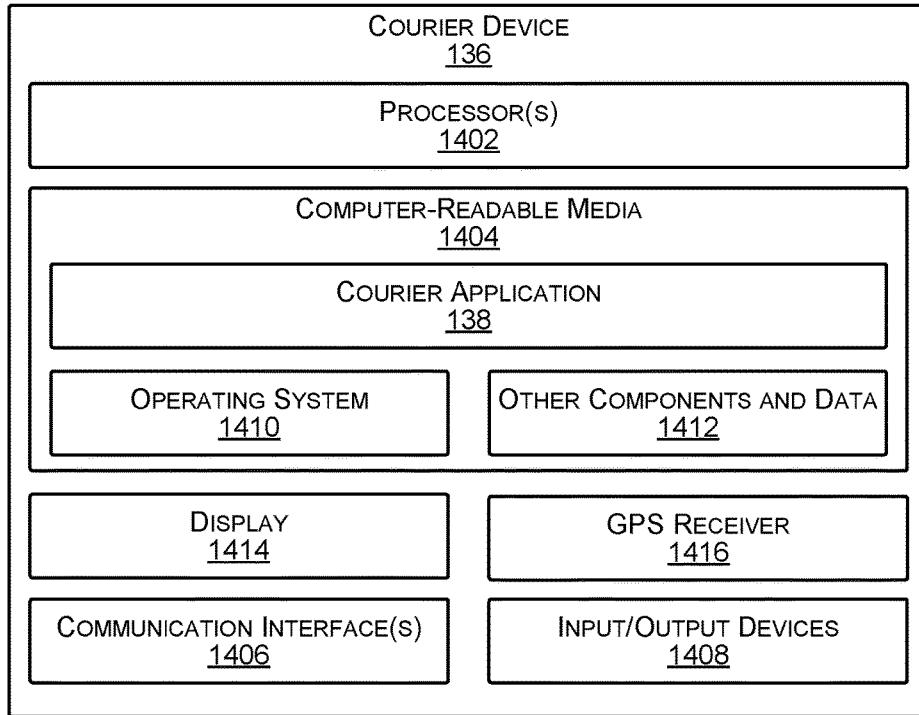 COURIER DEVICE
136
PROCESSOR(S)
1402
COMPUTER-READABLE MEDIA
1404
COURIER APPLICATION
138
OPERATING SYSTEM
1410
OTHER COMPONENTS AND DATA
1412
DISPLAY
1414
GPS RECEIVER
1416
COMMUNICATION INTERFACE(S)
1406
INPUT/OUTPUT DEVICES
1408